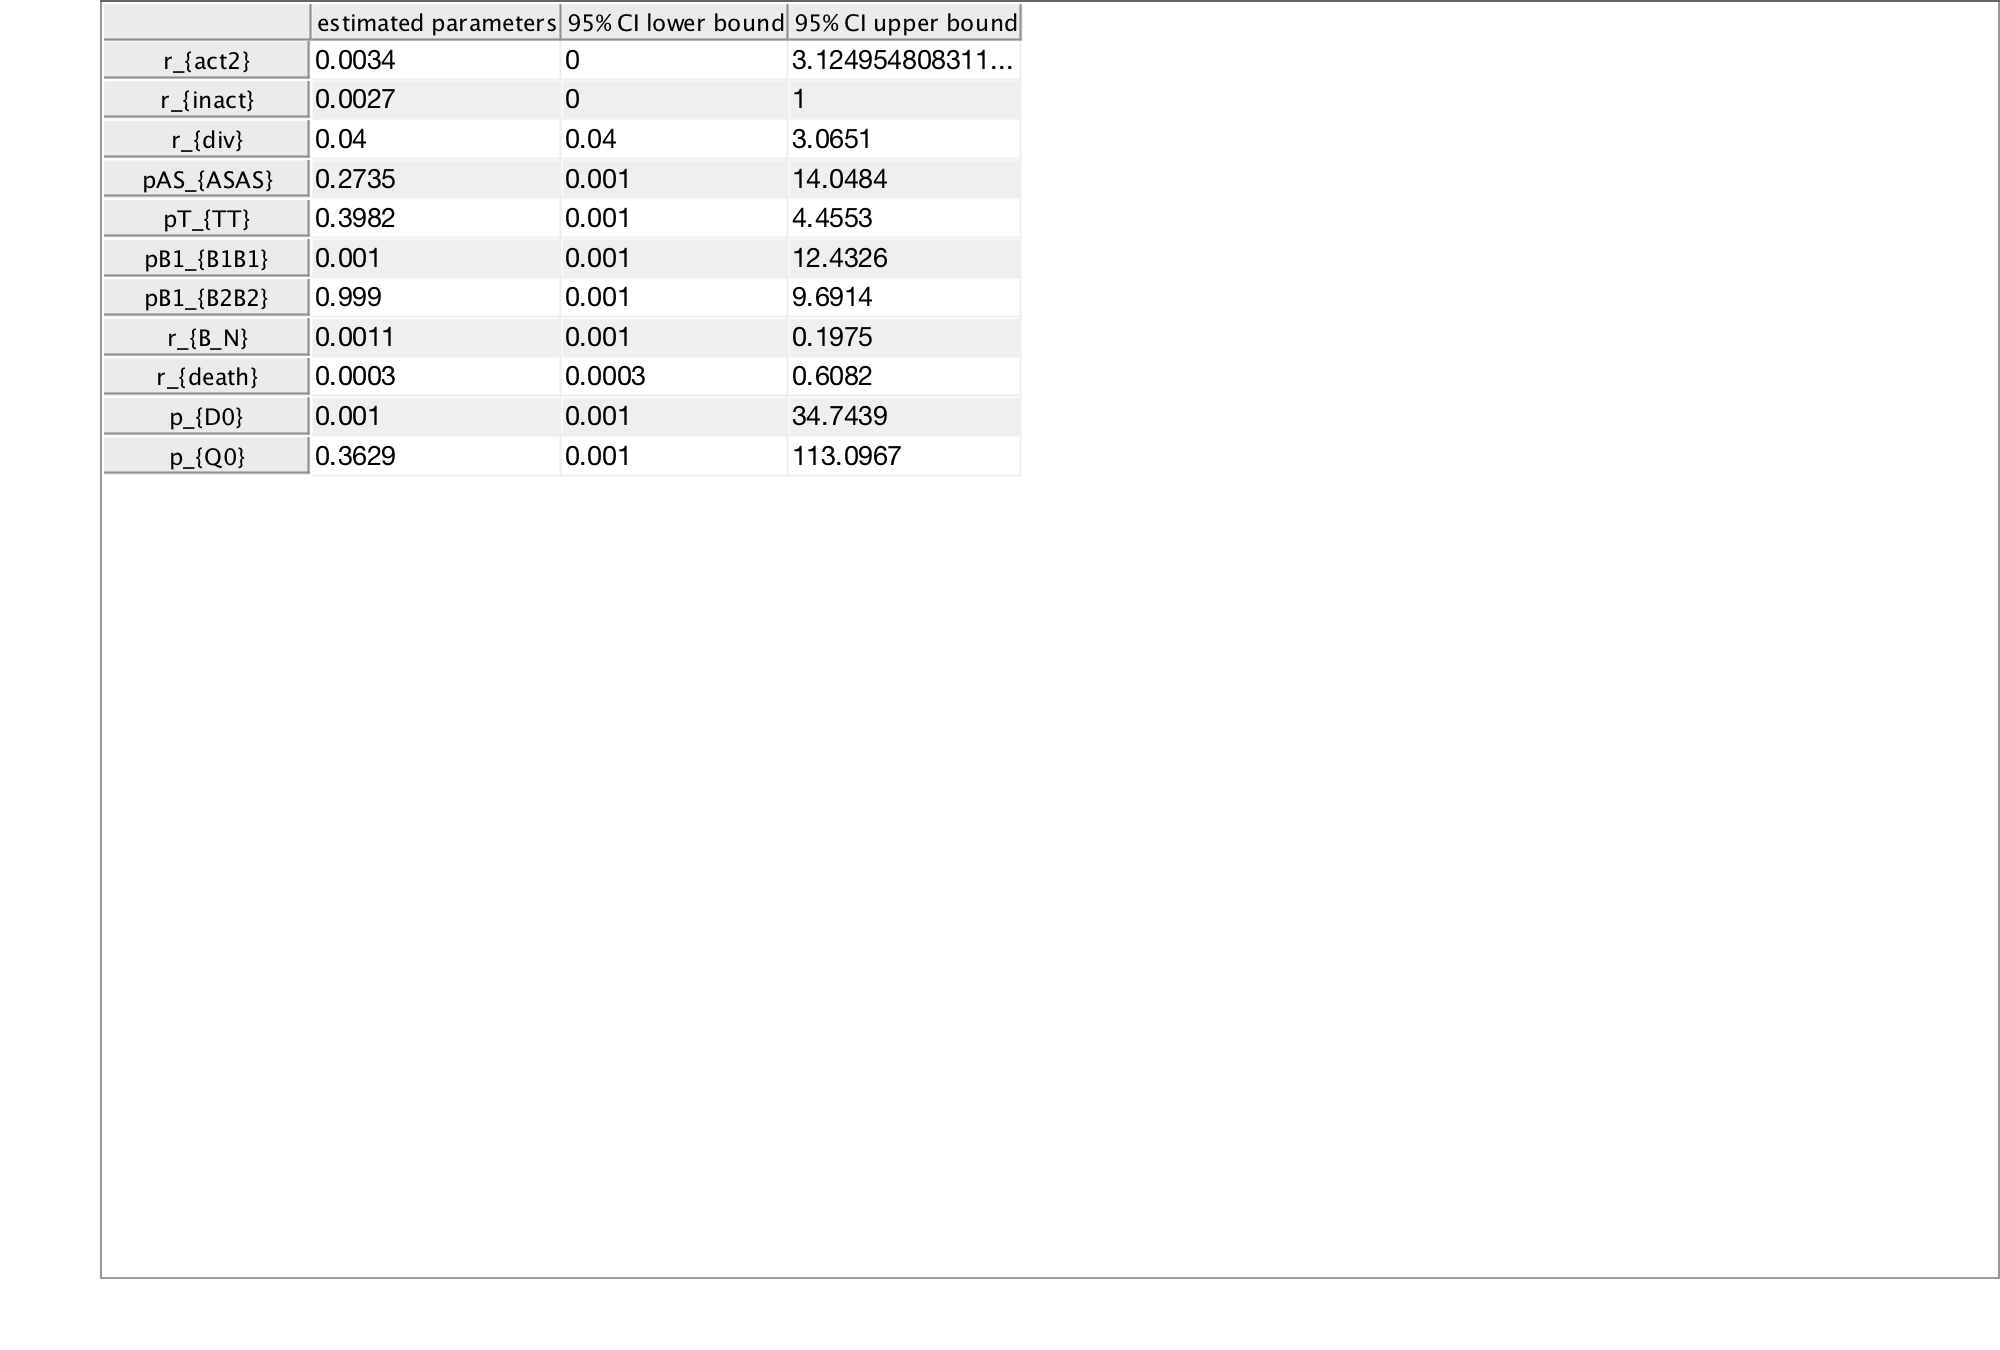 estimated parameters 95% CI lower bound 95% CI upper bound
r_{act2} 0.0034 0 3.124954808311...
r_{inact} 0.0027 0 1
r_{div} 0.04 0.04 3.0651
pAS_{ASAS} 0.2735 0.001 14.0484
pT_{TT} 0.3982 0.001 4.4553
pB1_{B1B1} 0.001 0.001 12.4326
pB1_{B2B2} 0.999 0.001 9.6914
r_{B_N} 0.0011 0.001 0.1975
r_{death} 0.0003 0.0003 0.6082
p_{D0} 0.001 0.001 34.7439
p_{Q0} 0.3629 0.001 113.0967